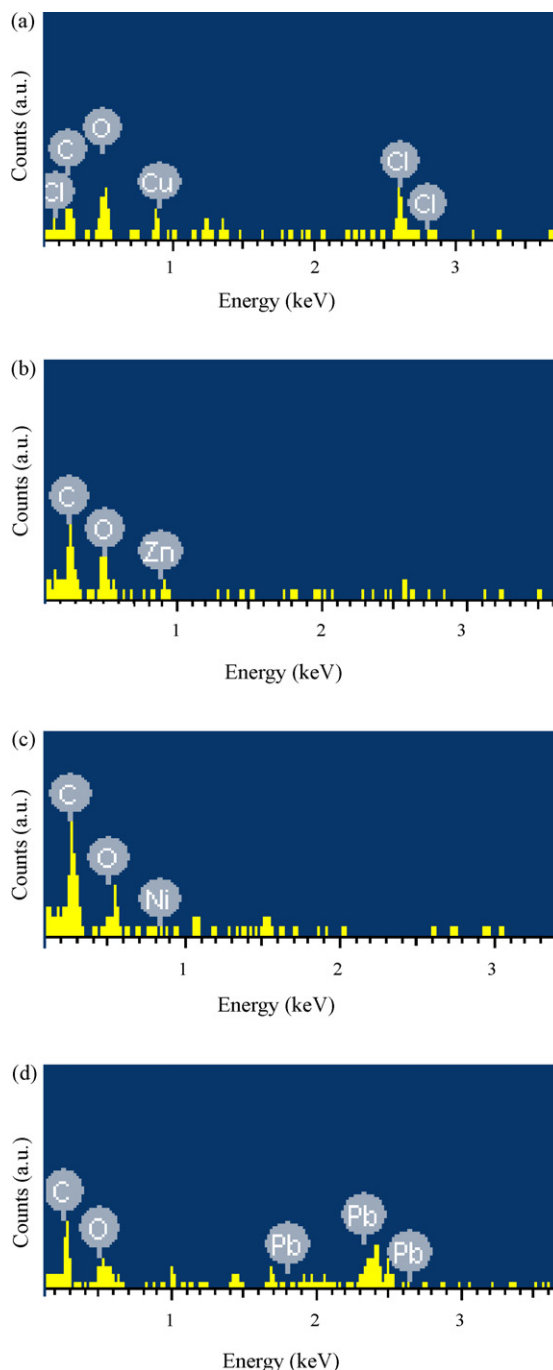 (a)
Counts (a.u.)
Cl
C
O
Cu
Cl
Cl
1 2 3
Energy (keV)
(b)
Counts (a.u.)
C
O
Zn
1 2 3
Energy (keV)
(c)
Counts (a.u.)
C
O
Ni
1 2 3
Energy (keV)
(d)
Counts (a.u.)
C
O
Pb
Pb
Pb
1 2 3
Energy (keV)